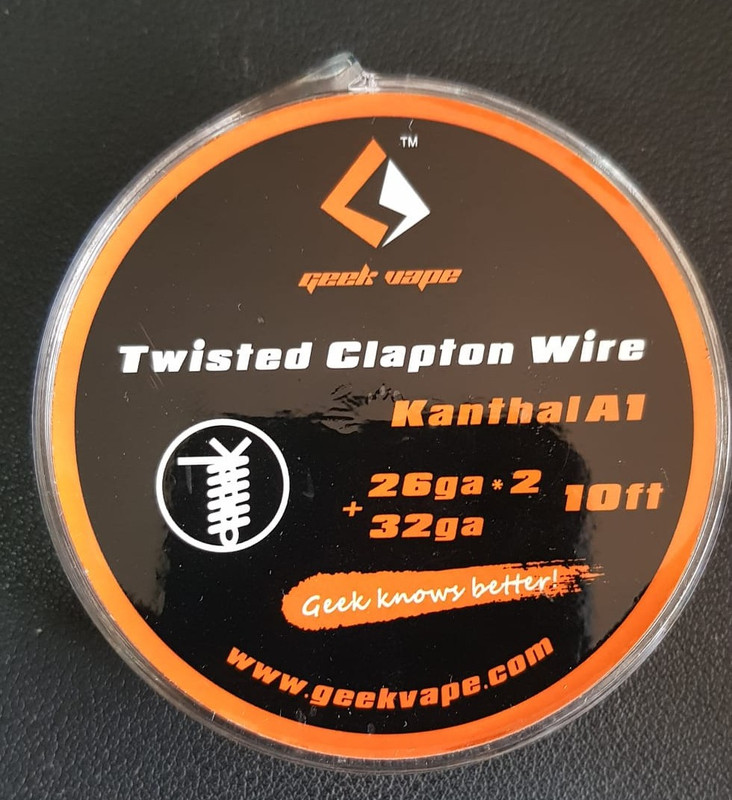 TM
geek vape
Twisted Clapton Wire
Kanthal A1
26ga * 2
+ 32ga
10ft
Geek knows better!
www.geekvape.com